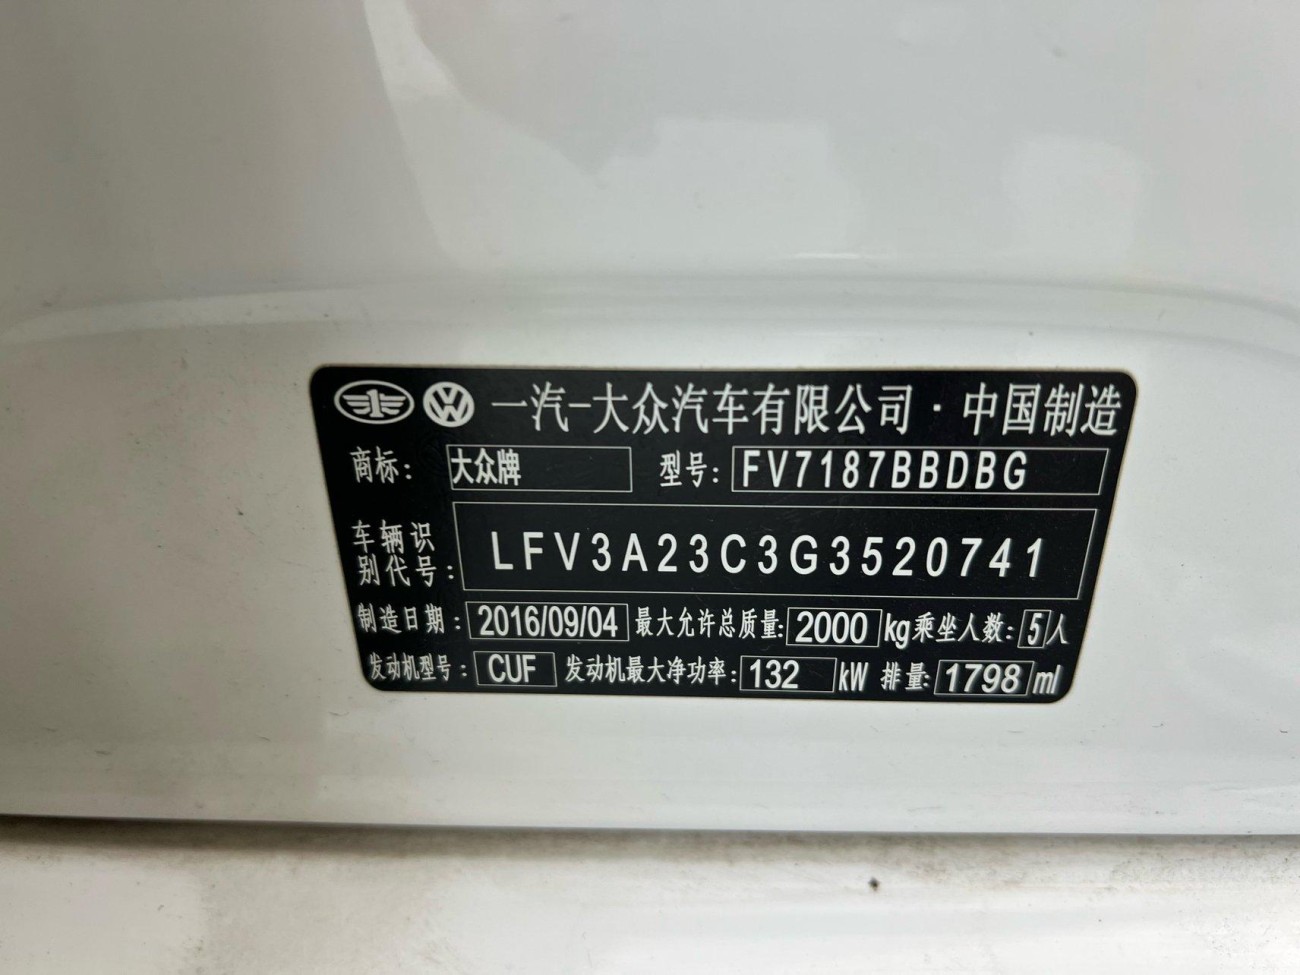 一汽-大众汽车有限公司·中国制造
商标: 大众牌 型号: FV7187BBDBG
车辆识别代号: LFV3A23C3G3520741
制造日期: 2016/09/04 最大允许总质量: 2000 kg 乘坐人数: 5人
发动机型号: CUF 发动机最大净功率: 132 kW 排量: 1798 ml